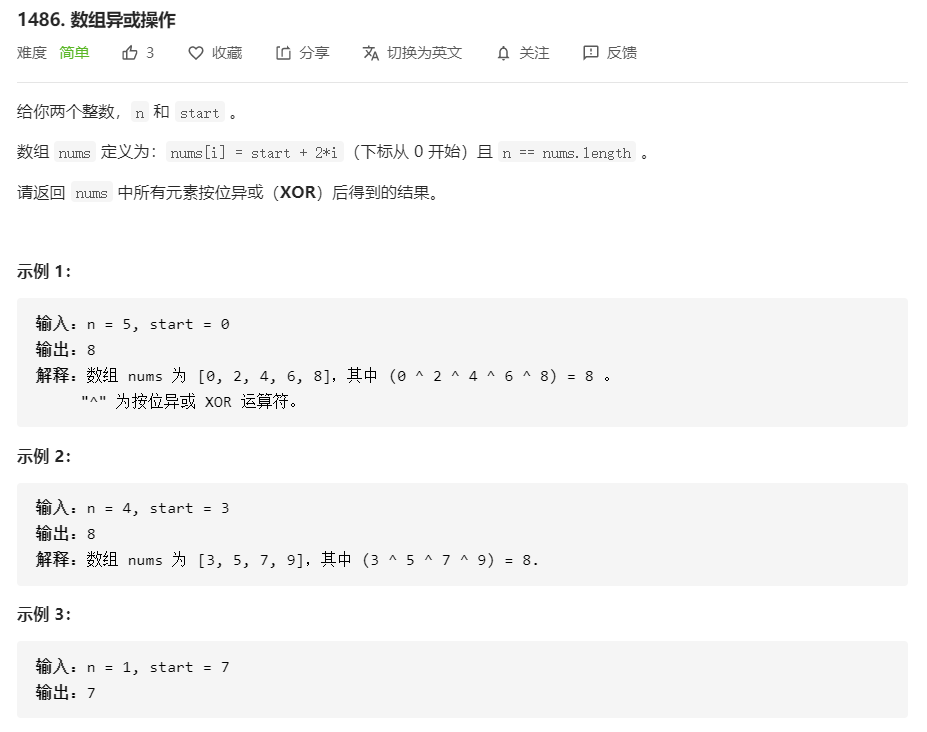 1486. 数组异或操作
难度 简单 3 收藏 分享 切换为英文 关注 反馈
给你两个整数，n 和 start 。
数组 nums 定义为：nums[i] = start + 2*i（下标从 0 开始）且 n == nums.length 。
请返回 nums 中所有元素按位异或（XOR）后得到的结果。
示例 1：
输入：n = 5, start = 0
输出：8
解释：数组 nums 为 [0, 2, 4, 6, 8]，其中 (0 ^ 2 ^ 4 ^ 6 ^ 8) = 8 。
"^" 为按位异或 XOR 运算符。
示例 2：
输入：n = 4, start = 3
输出：8
解释：数组 nums 为 [3, 5, 7, 9]，其中 (3 ^ 5 ^ 7 ^ 9) = 8.
示例 3：
输入：n = 1, start = 7
输出：7